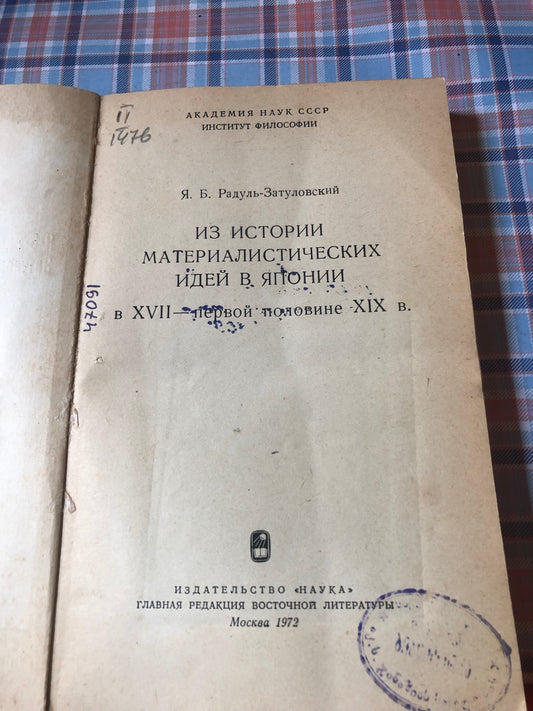 АКАДЕМИЯ НАУК СССР
ИНСТИТУТ ФИЛОСОФИИ
II
1476
Я. Б. Радуль-Затуловский
ИЗ ИСТОРИИ
МАТЕРИАЛИСТИЧЕСКИХ
ИДЕЙ В ЯПОНИИ
в XVII—первой половине XIX в.
47091
ИЗДАТЕЛЬСТВО «НАУКА»
ГЛАВНАЯ РЕДАКЦИЯ ВОСТОЧНОЙ ЛИТЕРАТУРЫ
Москва 1972